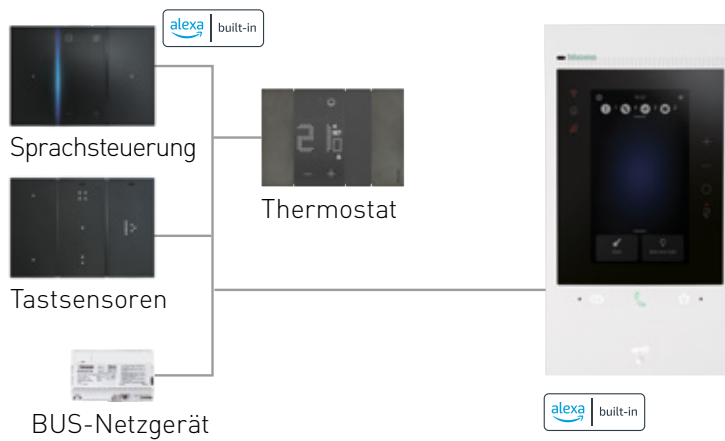 alexa built-in
Sprachsteuerung
Thermostat
Tastsensoren
BUS-Netzgerät
alexa built-in